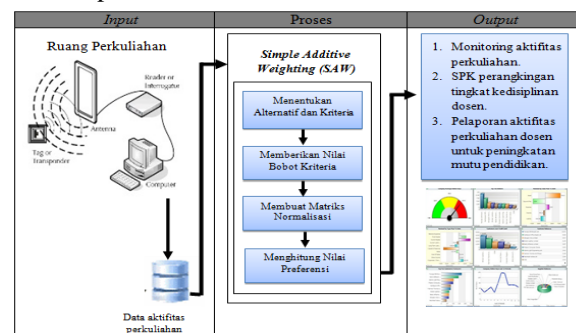 Input
Proses
Output
Ruang Perkuliahan
Reader or
Interrogator
Antenna
Tag or
transponder
Computer
Data aktifitas
perkuliahan
Simple Additive
Weighting (SAW)
Menentukan
Alternatif dan Kriteria
Memberikan Nilai
Bobot Kriteria
Membuat Matriks
Normalisasi
Menghitung Nilai
Preferensi
1. Monitoring aktifitas
perkuliahan.
2. SPK perangkingan
tingkat kedisiplinan
dosen.
3. Pelaporan aktifitas
perkuliahan dosen
untuk peningkatan
mutu pendidikan.